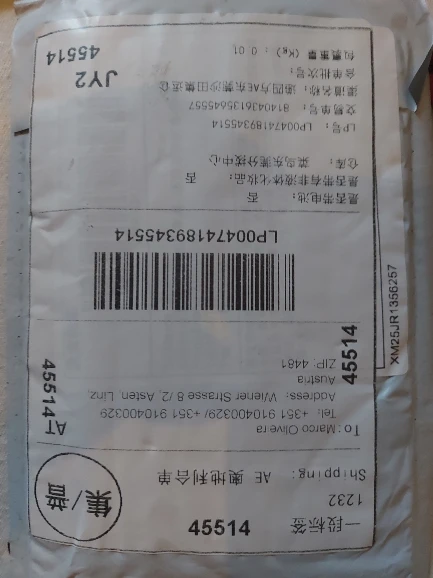 一段标签 45514
1232
Shipping: AE 奥地利合单
集/普
To: Marco Olivera
Tel: +351 910400329/ +351 910400329
Address: Wiener Strasse 8 /2, Asten, Linz,
Austria
ZIP: 4481
45514
45514 AT
LP00474189345514
XM25JR1356257
是否带电池: 否
是否带有非液体化妆品: 否
仓库: 菜鸟东莞分拨中心
LP号: LP00474189345514
交易单号: 8140436135645557
渠道名称: 递四方AE东莞沙田集运仓
合单批次号:
包裹重量 (Kg): 0.01
JY2
45514